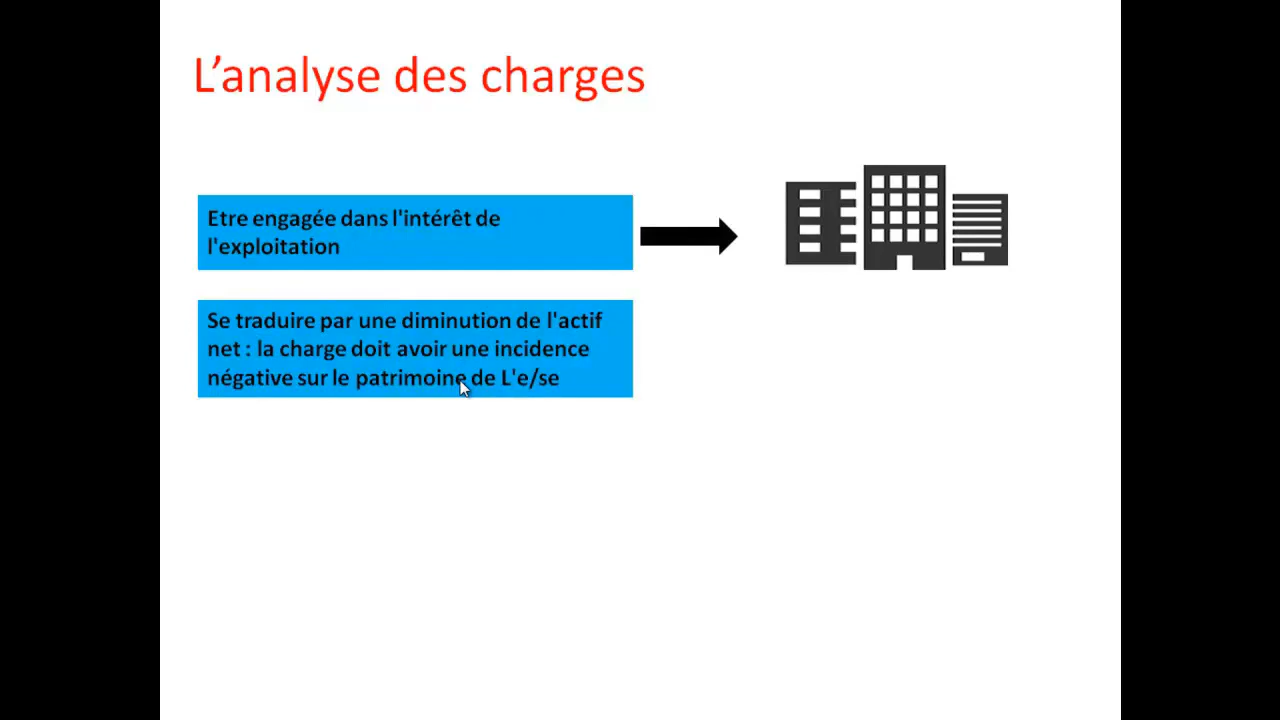 L’analyse des charges
Etre engagée dans l'intérêt de
l'exploitation
Se traduire par une diminution de l'actif
net : la charge doit avoir une incidence
négative sur le patrimoine de L'e/se